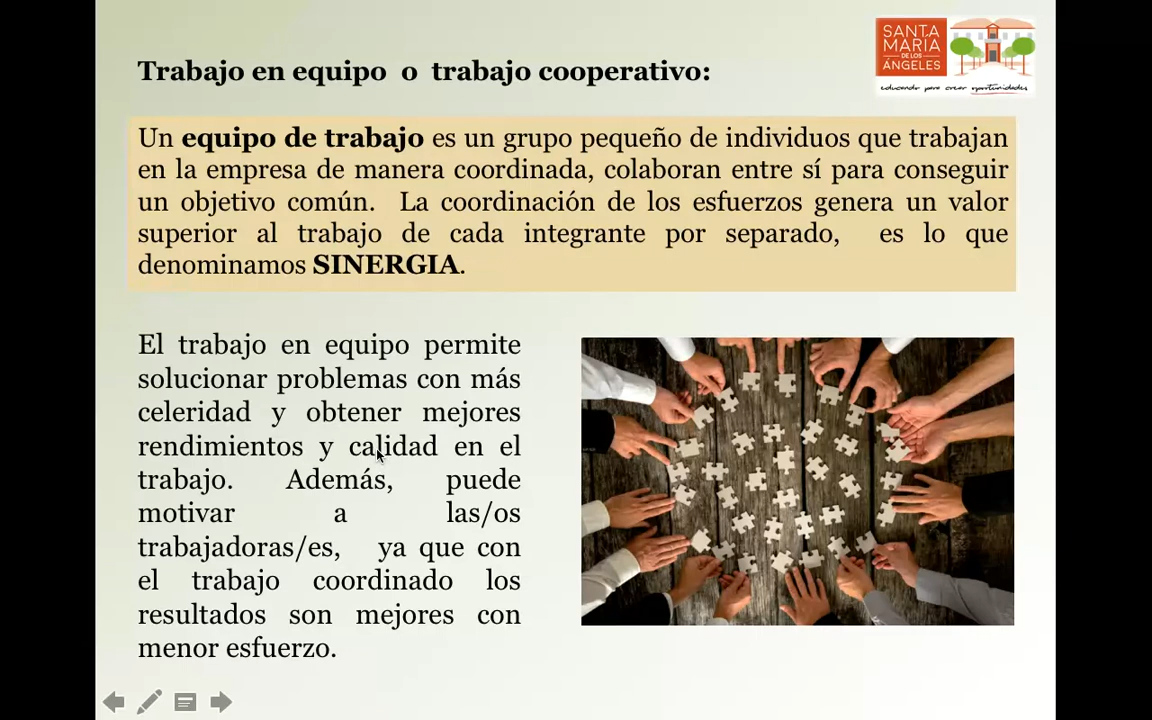 SANTA
MARÍA
DE LOS
ÁNGELES
educando para crear oportunidades
Trabajo en equipo o trabajo cooperativo:
Un equipo de trabajo es un grupo pequeño de individuos que trabajan
en la empresa de manera coordinada, colaboran entre sí para conseguir
un objetivo común. La coordinación de los esfuerzos genera un valor
superior al trabajo de cada integrante por separado, es lo que
denominamos SINERGIA.
El trabajo en equipo permite
solucionar problemas con más
celeridad y obtener mejores
rendimientos y calidad en el
trabajo. Además, puede
motivar a las/os
trabajadoras/es, ya que con
el trabajo coordinado los
resultados son mejores con
menor esfuerzo.